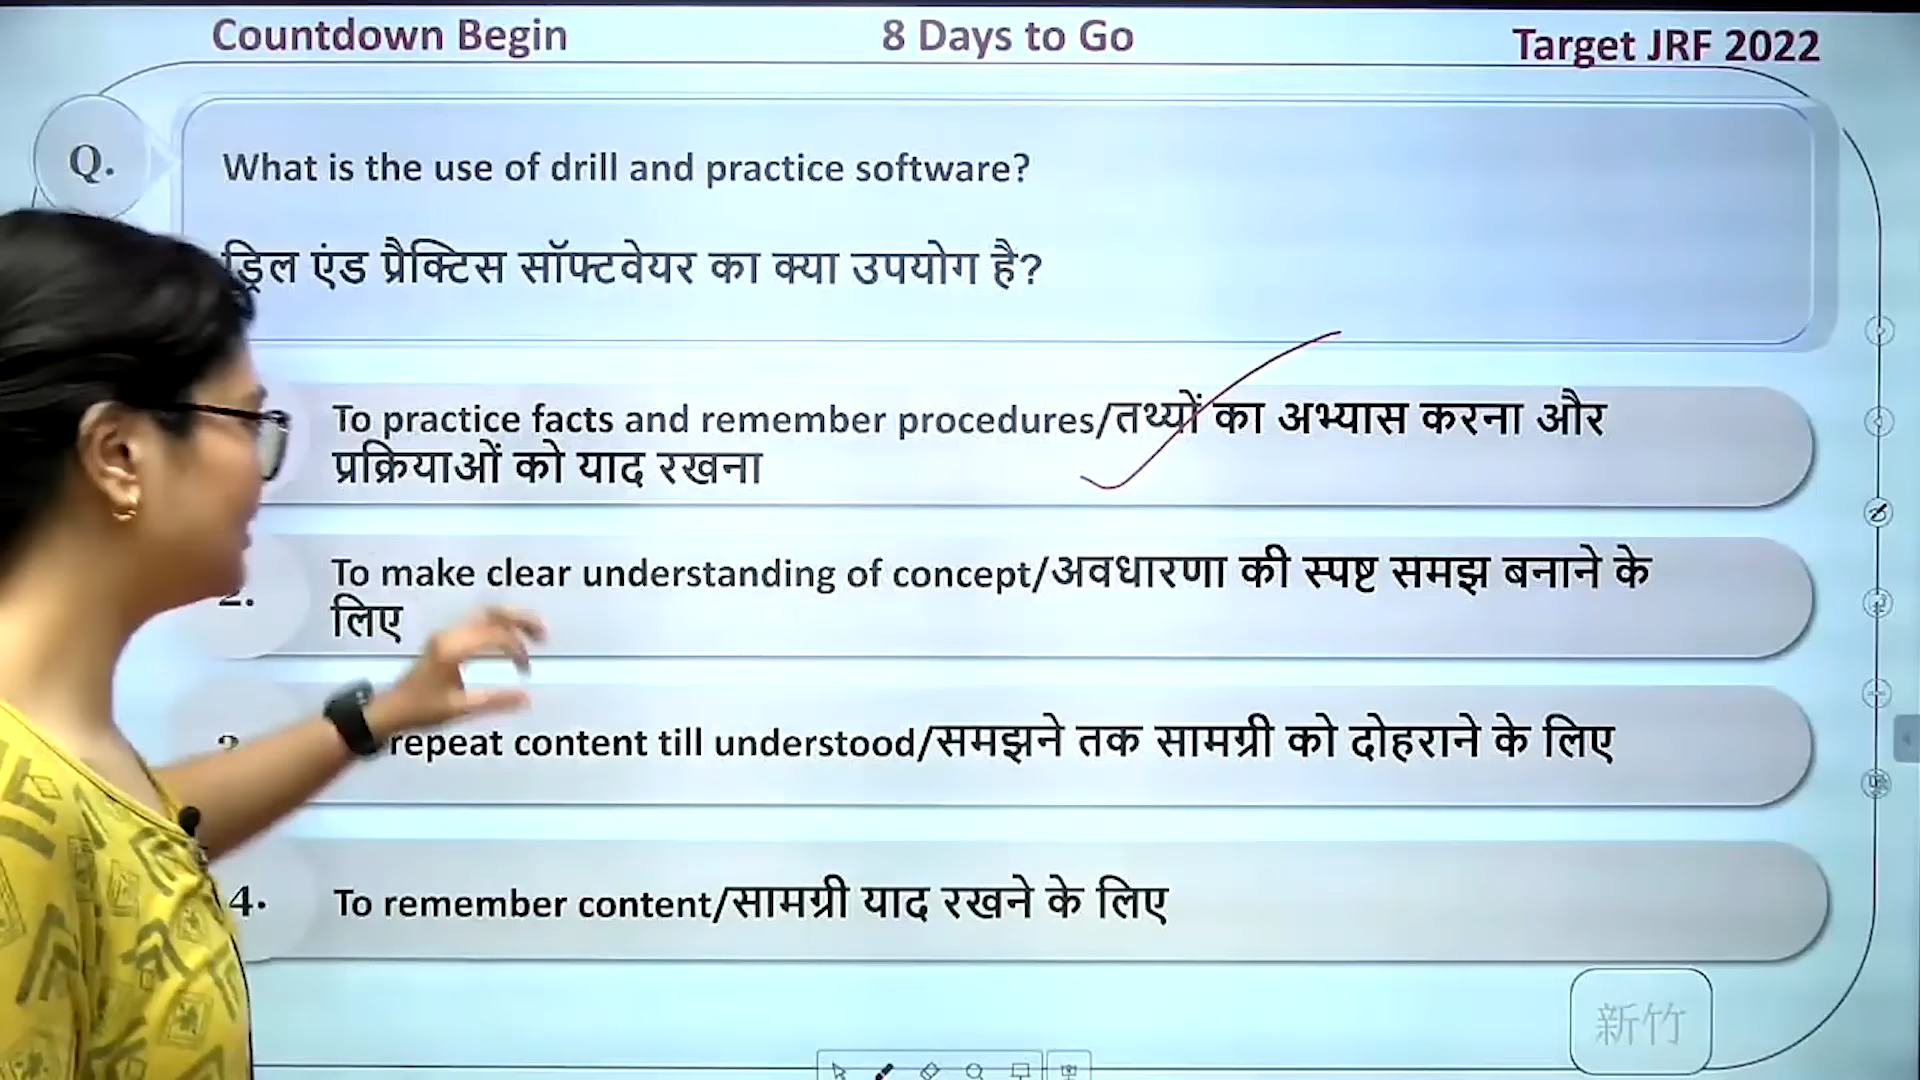 Countdown Begin
8 Days to Go
Target JRF 2022
Q.
What is the use of drill and practice software?
ड्रिल एंड प्रैक्टिस सॉफ्टवेयर का क्या उपयोग है?
To practice facts and remember procedures/तथ्यों का अभ्यास करना और
प्रक्रियाओं को याद रखना
2.
To make clear understanding of concept/अवधारणा की स्पष्ट समझ बनाने के
लिए
repeat content till understood/समझने तक सामग्री को दोहराने के लिए
4.
To remember content/सामग्री याद रखने के लिए
新竹